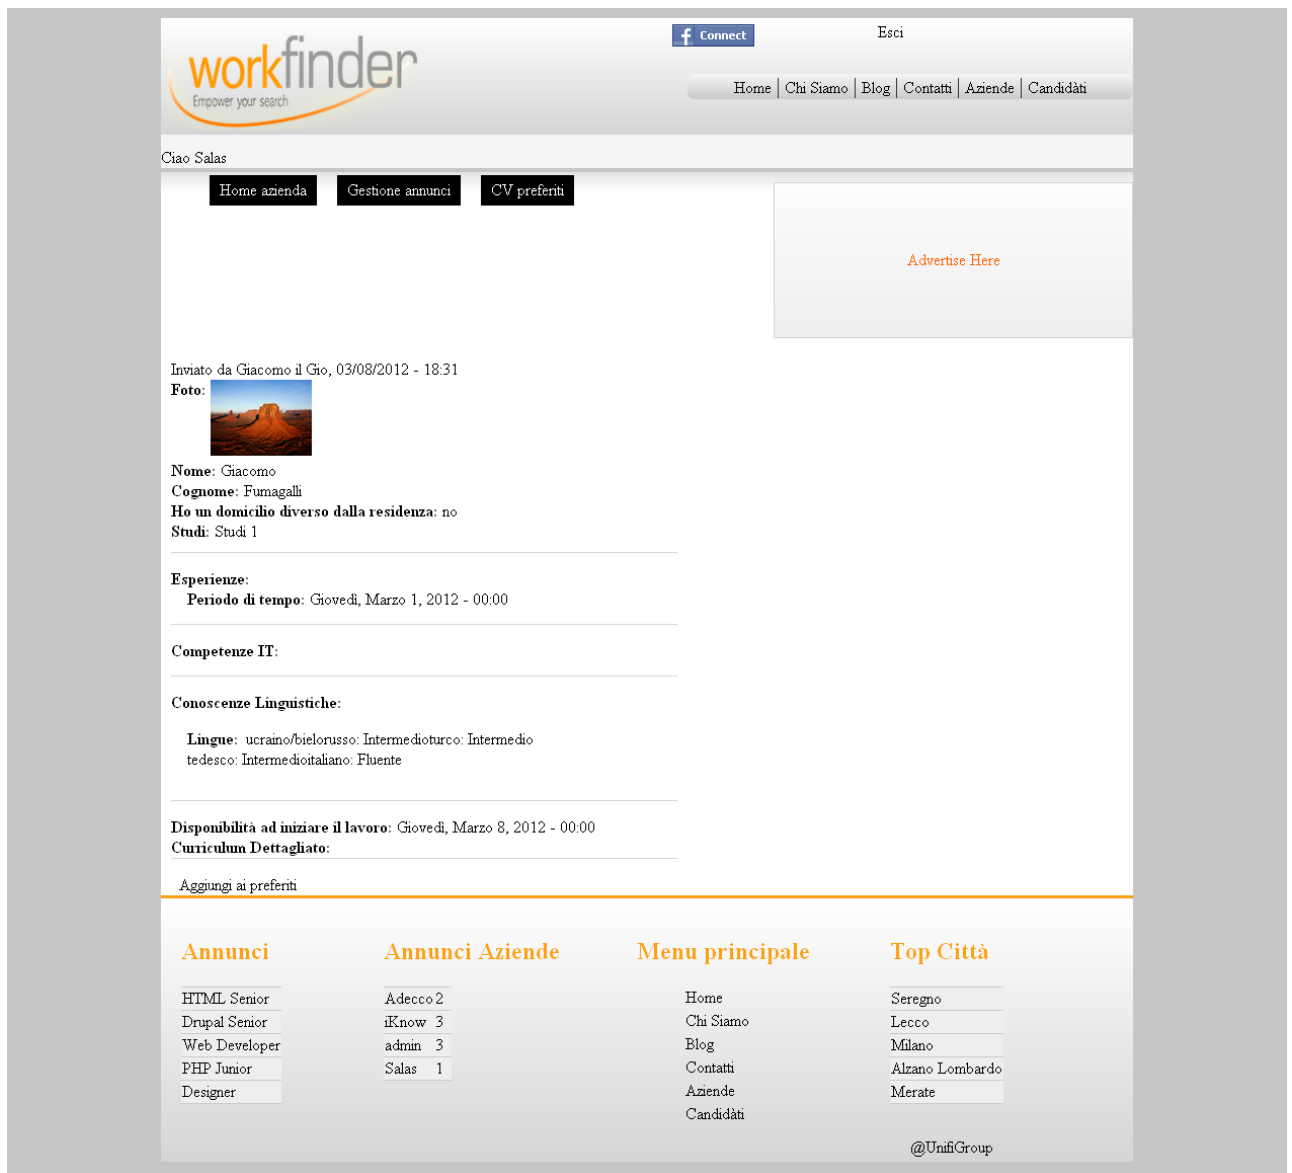 workfinder
Empower your search
f Connect
Esci
Home | Chi Siamo | Blog | Contatti | Aziende | Candidàti
Ciao Salas
Home azienda Gestione annunci CV preferiti
Advertise Here
Inviato da Giacomo il Gio, 03/08/2012 - 18:31
Foto:
Nome: Giacomo
Cognome: Fumagalli
Ho un domicilio diverso dalla residenza: no
Studi: Studi 1
Esperienze:
Periodo di tempo: Giovedì, Marzo 1, 2012 - 00:00
Competenze IT:
Conoscenze Linguistiche:
Lingue: ucraino/bielorusso: Intermedioturco: Intermedio
tedesco: Intermedioitaliano: Fluente
Disponibilità ad iniziare il lavoro: Giovedì, Marzo 8, 2012 - 00:00
Curriculum Dettagliato:
Aggiungi ai preferiti
Annunci
HTML Senior
Drupal Senior
Web Developer
PHP Junior
Designer
Annunci Aziende
Adecco 2
iKnow 3
admin 3
Salas 1
Menu principale
Home
Chi Siamo
Blog
Contatti
Aziende
Candidàti
Top Città
Seregno
Lecco
Milano
Alzano Lombardo
Merate
@UnifiGroup